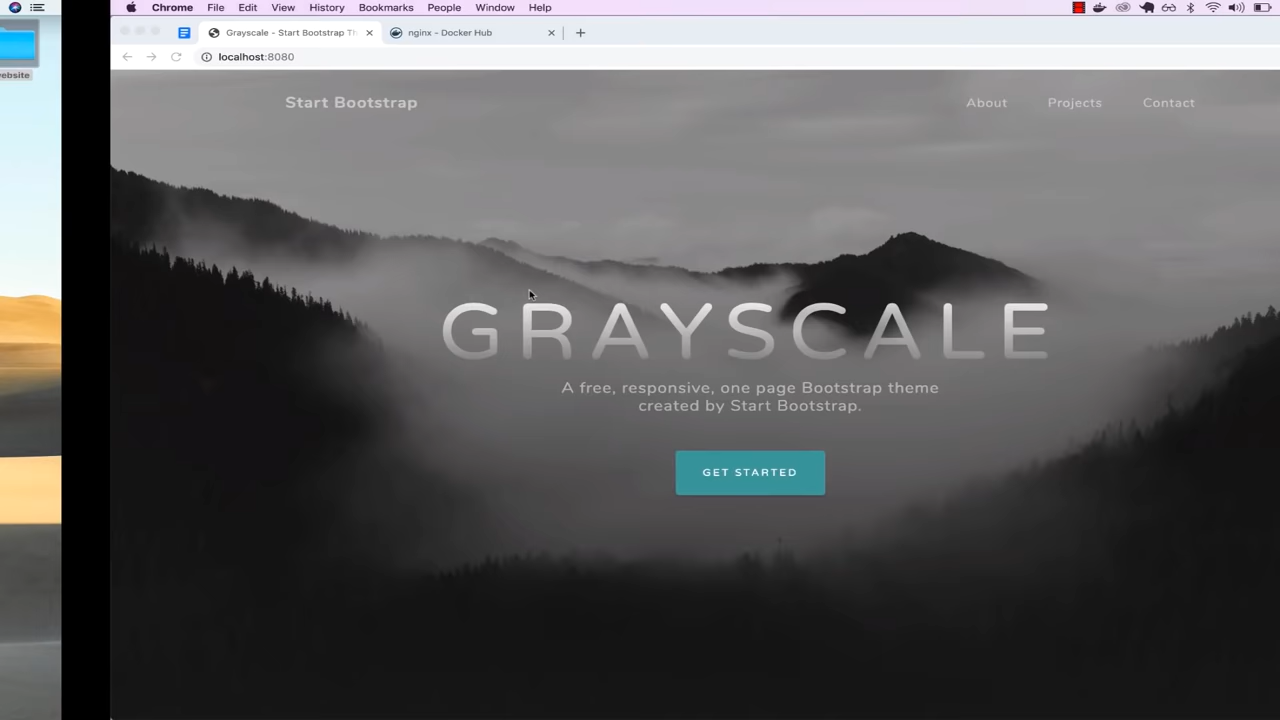 Chrome File Edit View History Bookmarks People Window Help
Grayscale - Start Bootstrap Th
nginx - Docker Hub
localhost:8080
ebsite
Start Bootstrap
About Projects Contact
GRAYSCALE
A free, responsive, one page Bootstrap theme
created by Start Bootstrap.
GET STARTED